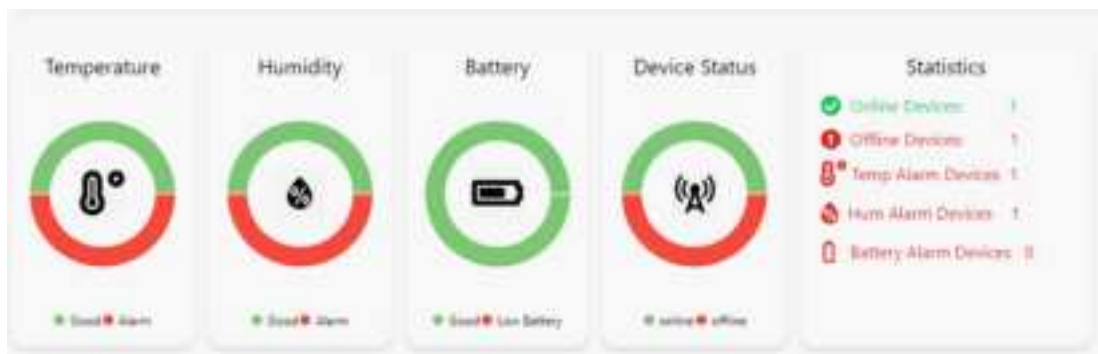 Temperature
Good Alarm
Humidity
Good Alarm
Battery
Good Low Battery
Device Status
online offline
Statistics
Online Devices 1
Offline Devices 1
Temp Alarm Devices 1
Hum Alarm Devices 1
Battery Alarm Devices 0